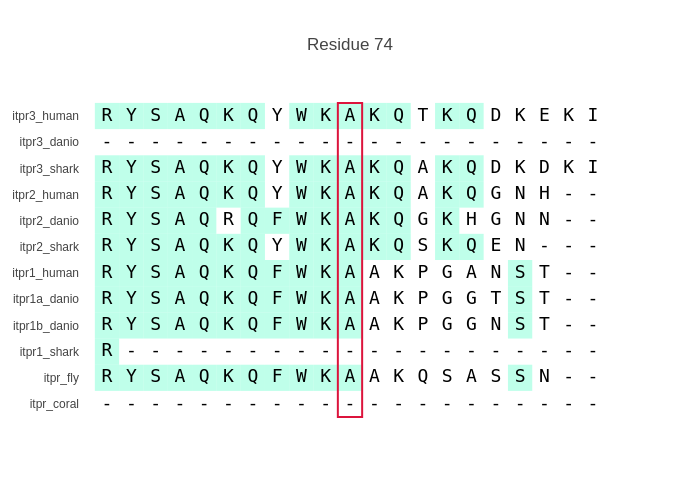 Residue 74
itpr3_human R Y S A Q K Q Y W K A K Q T K Q D K E K I
itpr3_danio - - - - - - - - - - - - - - - - - - - - -
itpr3_shark R Y S A Q K Q Y W K A K Q A K Q D K D K I
itpr2_human R Y S A Q K Q Y W K A K Q A K Q G N H - -
itpr2_danio R Y S A Q R Q F W K A K Q G K H G N N - -
itpr2_shark R Y S A Q K Q Y W K A K Q S K Q E N - - -
itpr1_human R Y S A Q K Q F W K A A K P G A N S T - -
itpr1a_danio R Y S A Q K Q F W K A A K P G G T S T - -
itpr1b_danio R Y S A Q K Q F W K A A K P G G N S T - -
itpr1_shark R - - - - - - - - - - - - - - - - - - - -
itpr_fly R Y S A Q K Q F W K A A K Q S A S S N - -
itpr_coral - - - - - - - - - - - - - - - - - - - - -